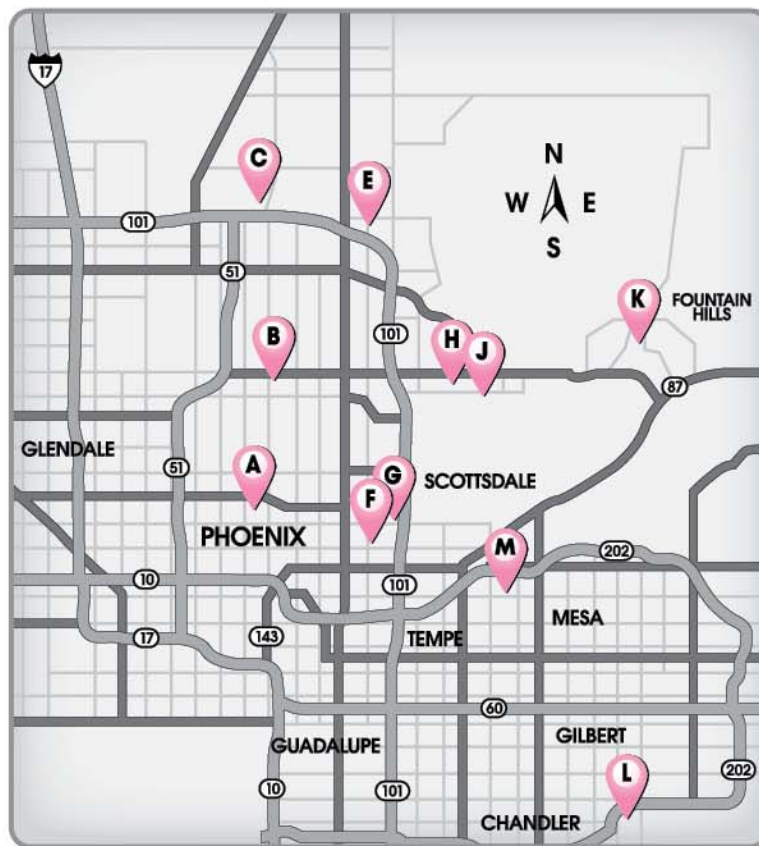 17
C
N
E
W E
S
101
51
K
FOUNTAIN
HILLS
B
101
H
J
87
GLENDALE
A
51
G
SCOTTSDALE
F
PHOENIX
M
202
10
101
MESA
17
143
TEMPE
60
GUADALUPE
GILBERT
L
202
10
101
CHANDLER